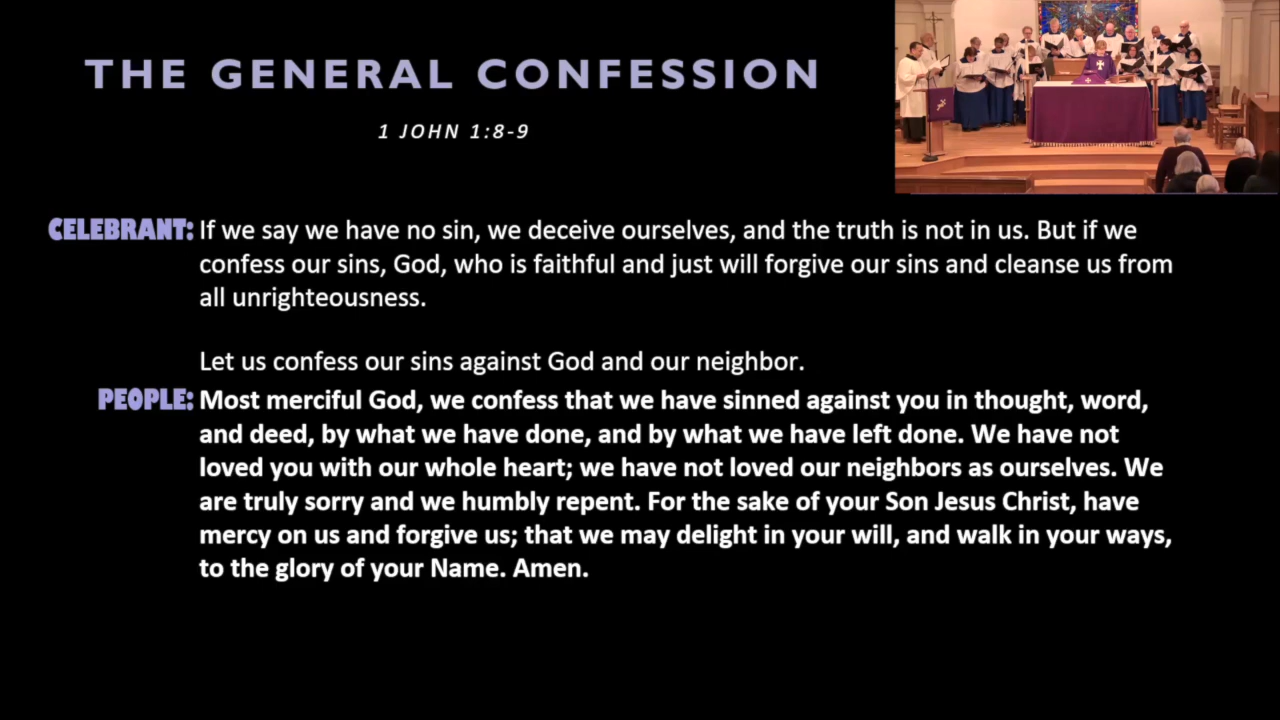 THE GENERAL CONFESSION
1 JOHN 1:8-9
CELEBRANT: If we say we have no sin, we deceive ourselves, and the truth is not in us. But if we
confess our sins, God, who is faithful and just will forgive our sins and cleanse us from
all unrighteousness.
Let us confess our sins against God and our neighbor.
PEOPLE: Most merciful God, we confess that we have sinned against you in thought, word,
and deed, by what we have done, and by what we have left done. We have not
loved you with our whole heart; we have not loved our neighbors as ourselves. We
are truly sorry and we humbly repent. For the sake of your Son Jesus Christ, have
mercy on us and forgive us; that we may delight in your will, and walk in your ways,
to the glory of your Name. Amen.